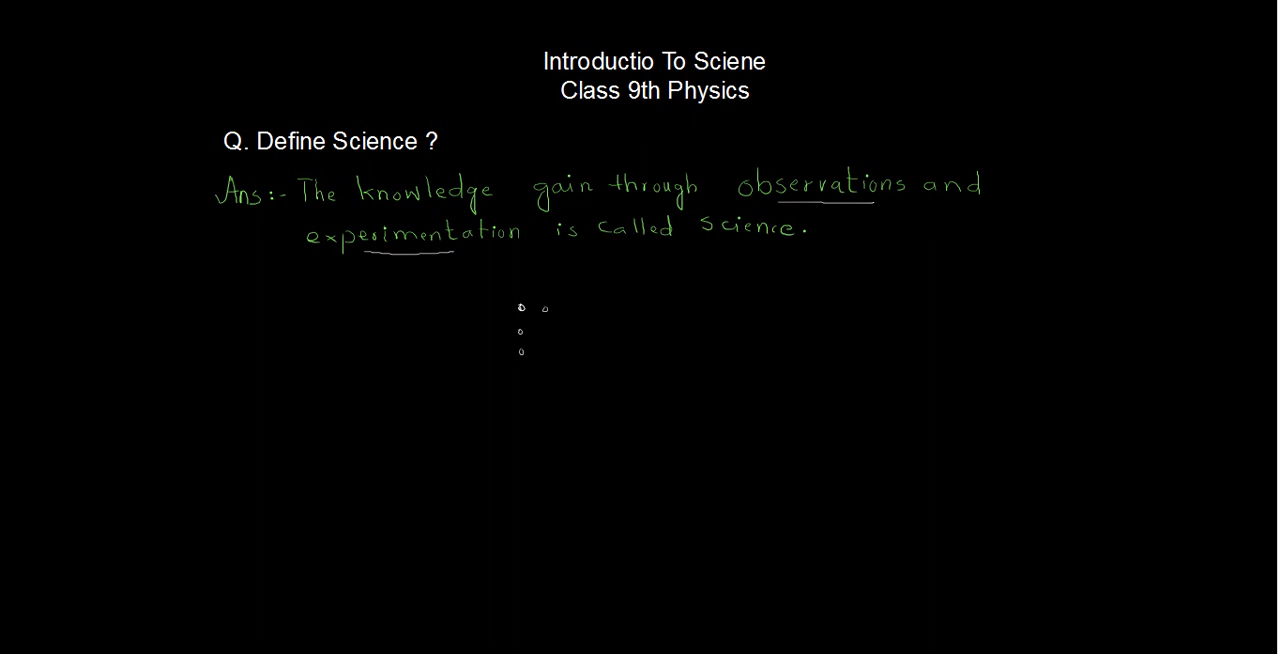 Introductio To Sciene
Class 9th Physics
Q. Define Science ?
Ans:- The knowledge gain through observations and
experimentation is called science.